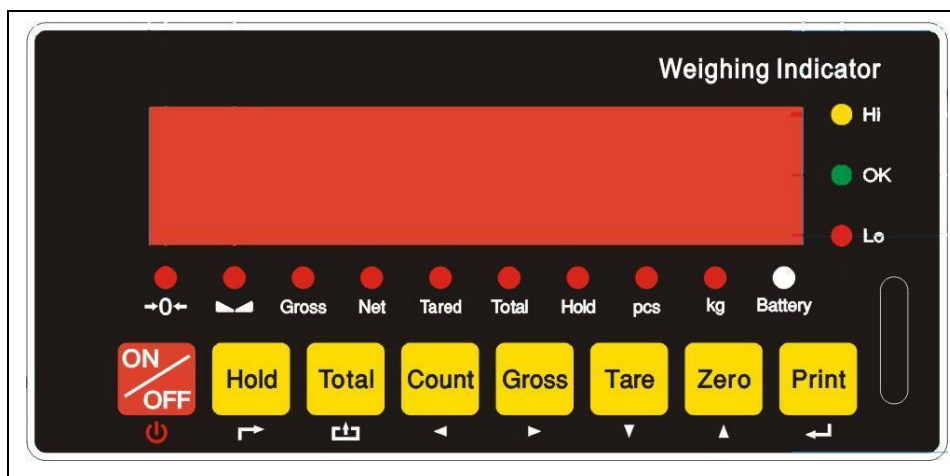 Weighing Indicator
Hi
OK
Lo
→0←
Gross
Net
Tared
Total
Hold
pcs
kg
Battery
ON/OFF
Hold
Total
Count
Gross
Tare
Zero
Print